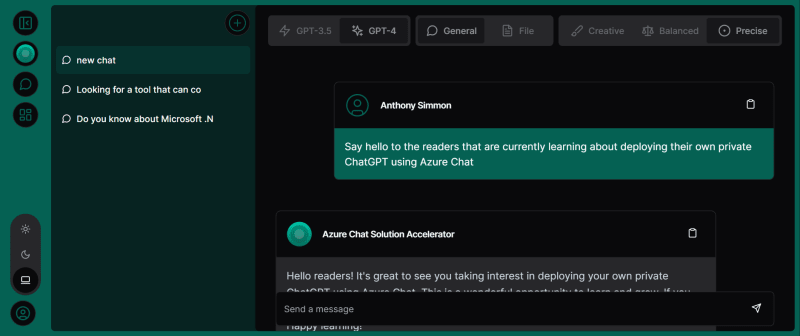 GPT-3.5 GPT-4 General File Creative Balanced Precise
new chat
Looking for a tool that can co
Do you know about Microsoft .N
Anthony Simmon
Say hello to the readers that are currently learning about deploying their own private
ChatGPT using Azure Chat
Azure Chat Solution Accelerator
Hello readers! It's great to see you taking interest in deploying your own private
ChatGPT using Azure Chat. This is a wonderful opportunity to learn and grow. If you
Send a message
Happy learning!